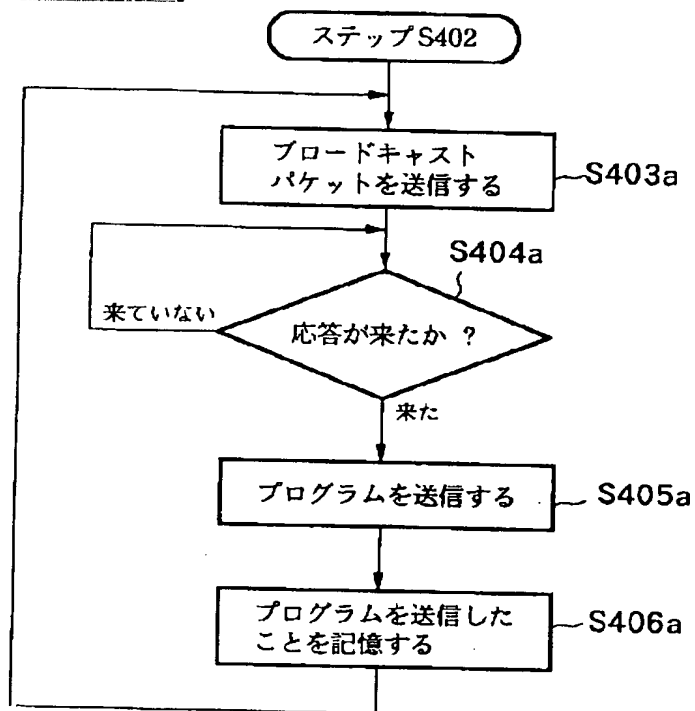 ステップS402
ブロードキャスト
パケットを送信する
S403a
S404a
来ていない
応答が来たか ?
来た
プログラムを送信する
S405a
プログラムを送信した
ことを記憶する
S406a